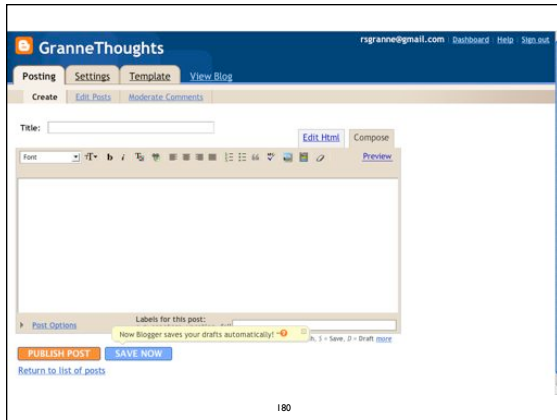 GranneThoughts
rsgranne@gmail.com Dashboard Help Sign out
Posting Settings Template View Blog
Create Edit Posts Moderate Comments
Title:
Edit Html Compose
Font Preview
Labels for this post:
Post Options
Now Blogger saves your drafts automatically!
h, S = Save, D = Draft more
PUBLISH POST SAVE NOW
Return to list of posts
180